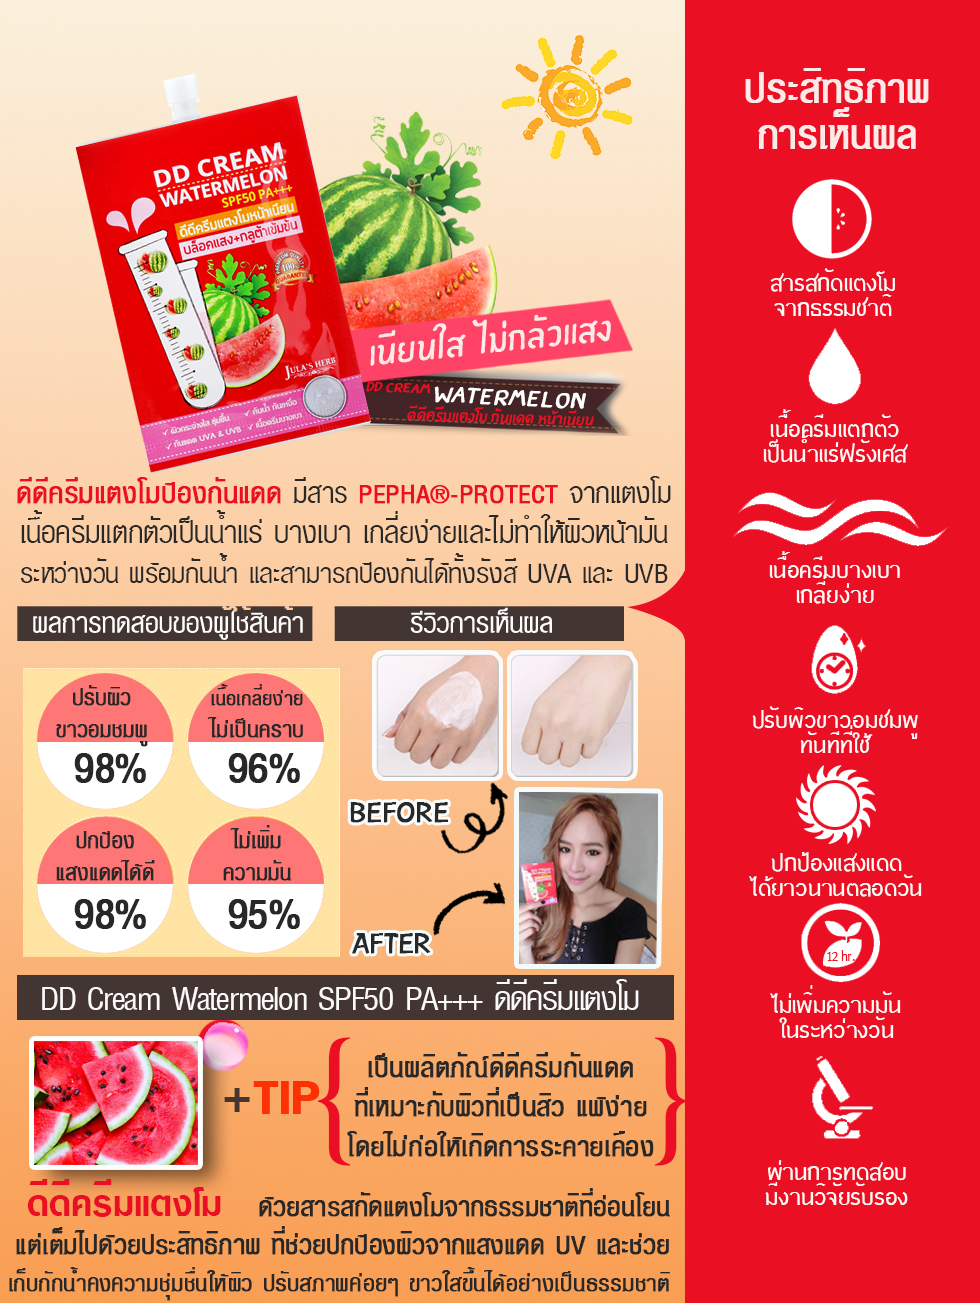 DD CREAM
WATERMELON
SPF50 PA+++
ดีดีครีมแตงโมหน้าเนียน
บล็อคแสง+กลูต้าเข้มข้น
PREMIUM QUALITY
100%
GUARANTEE
JULA'S HERB
✓ ผิวกระจ่างใส ชุ่มชื้น ✓ กันน้ำ กันเหงื่อ
✓ กันแดด UVA & UVB ✓ เนื้อครีมบางเบา
เนียนใส ไม่กลัวแสง
DD CREAM WATERMELON
ดีดีครีมแตงโม กันแดด หน้าเนียน
ดีดีครีมแตงโมป้องกันแดด มีสาร PEPHA®-PROTECT จากแตงโม
เนื้อครีมแตกตัวเป็นน้ำแร่ บางเบา เกลี่ยง่ายและไม่ทำให้ผิวหน้ามัน
ระหว่างวัน พร้อมกันน้ำ และสามารถป้องกันได้ทั้งรังสี UVA และ UVB
ผลการทดสอบของผู้ใช้สินค้า
ปรับผิว
ขาวอมชมพู
98%
เนื้อเกลี่ยง่าย
ไม่เป็นคราบ
96%
ปกป้อง
แสงแดดได้ดี
98%
ไม่เพิ่ม
ความมัน
95%
รีวิวการเห็นผล
BEFORE
AFTER
DD Cream Watermelon SPF50 PA+++ ดีดีครีมแตงโม
+TIP
เป็นผลิตภัณ์ดีดีครีมกันแดด
ที่เหมาะกับผิวที่เป็นสิว แพ้ง่าย
โดยไม่ก่อให้เกิดการระคายเคือง
ดีดีครีมแตงโม ด้วยสารสกัดแตงโมจากธรรมชาติที่อ่อนโยน
แต่เต็มไปด้วยประสิทธิภาพ ที่ช่วยปกป้องผิวจากแสงแดด UV และช่วย
เก็บกักน้ำคงความชุ่มชื่นให้ผิว ปรับสภาพค่อยๆ ขาวใสขึ้นได้อย่างเป็นธรรมชาติ
ประสิทธิภาพ
การเห็นผล
สารสกัดแตงโม
จากธรรมชาติ
เนื้อครีมแตกตัว
เป็นน้ำแร่ฝรั่งเศส
เนื้อครีมบางเบา
เกลี่ยง่าย
ปรับผิวขาวอมชมพู
ทันทีที่ใช้
ปกป้องแสงแดด
ได้ยาวนานตลอดวัน
12 hr.
ไม่เพิ่มความมัน
ในระหว่างวัน
ผ่านการทดสอบ
มีงานวิจัยรับรอง